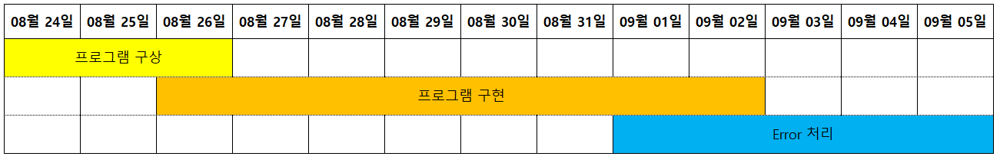 08월 24일 08월 25일 08월 26일 08월 27일 08월 28일 08월 29일 08월 30일 08월 31일 09월 01일 09월 02일 09월 03일 09월 04일 09월 05일
프로그램 구상
프로그램 구현
Error 처리